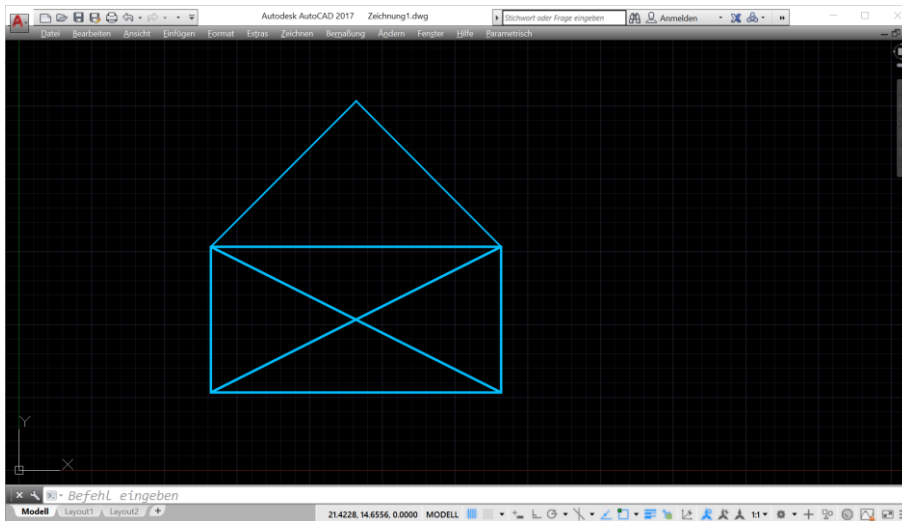 A Autodesk AutoCAD 2017 Zeichnung1.dwg Stichwort oder Frage eingeben Anmelden
Datei Bearbeiten Ansicht Einfügen Format Extras Zeichnen Bemaßung Ändern Fenster Hilfe Parametrisch
Y
X
Befehl eingeben
Modell Layout1 Layout2 + 21.4228, 14.6556, 0.0000 MODELL 1:1